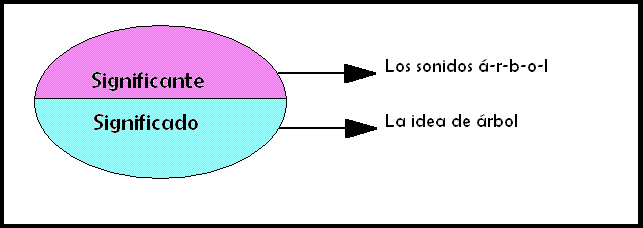 Significante
Los sonidos á-r-b-o-l
Significado
La idea de árbol